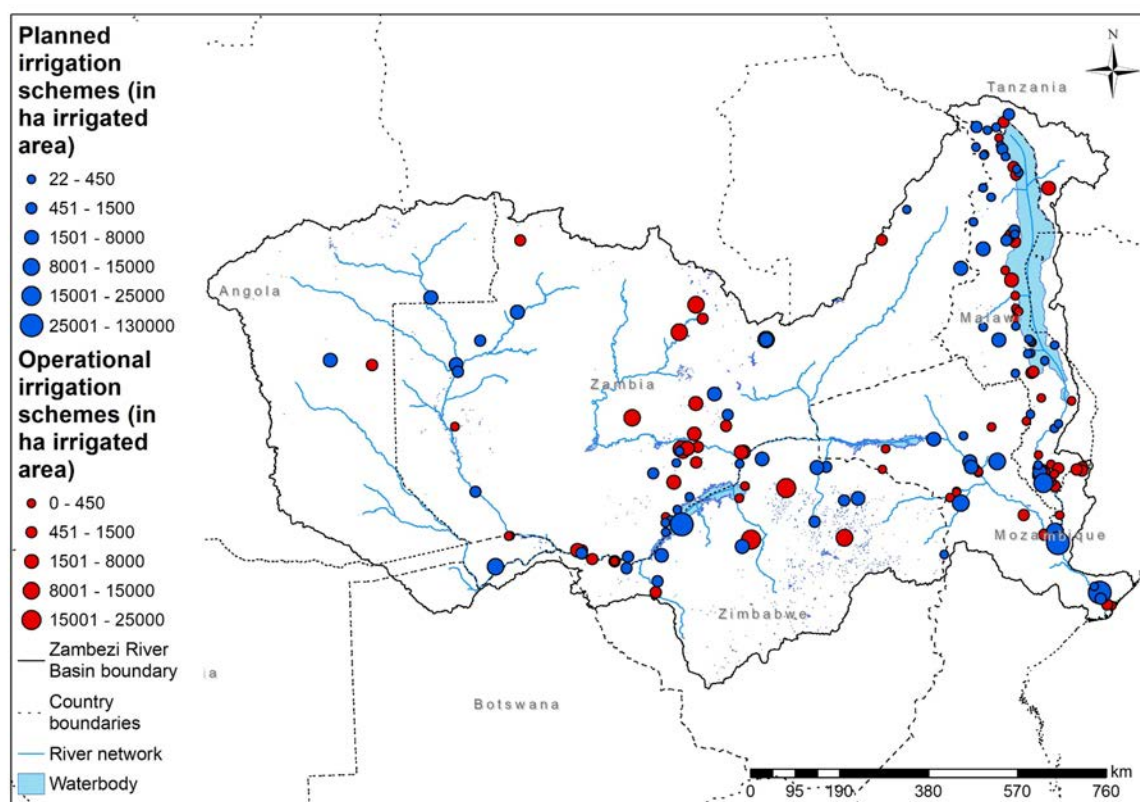 Planned
irrigation
schemes (in
ha irrigated
area)
22 - 450
451 - 1500
1501 - 8000
8001 - 15000
15001 - 25000
25001 - 130000
Operational
irrigation
schemes (in
ha irrigated
area)
0 - 450
451 - 1500
1501 - 8000
8001 - 15000
15001 - 25000
Zambezi River
Basin boundary
Country
boundaries
River network
Waterbody
N
Tanzania
Angola
Malawi
Zambia
Mozambique
Zimbabwe
ia
Botswana
km
0 95 190 380 570 760